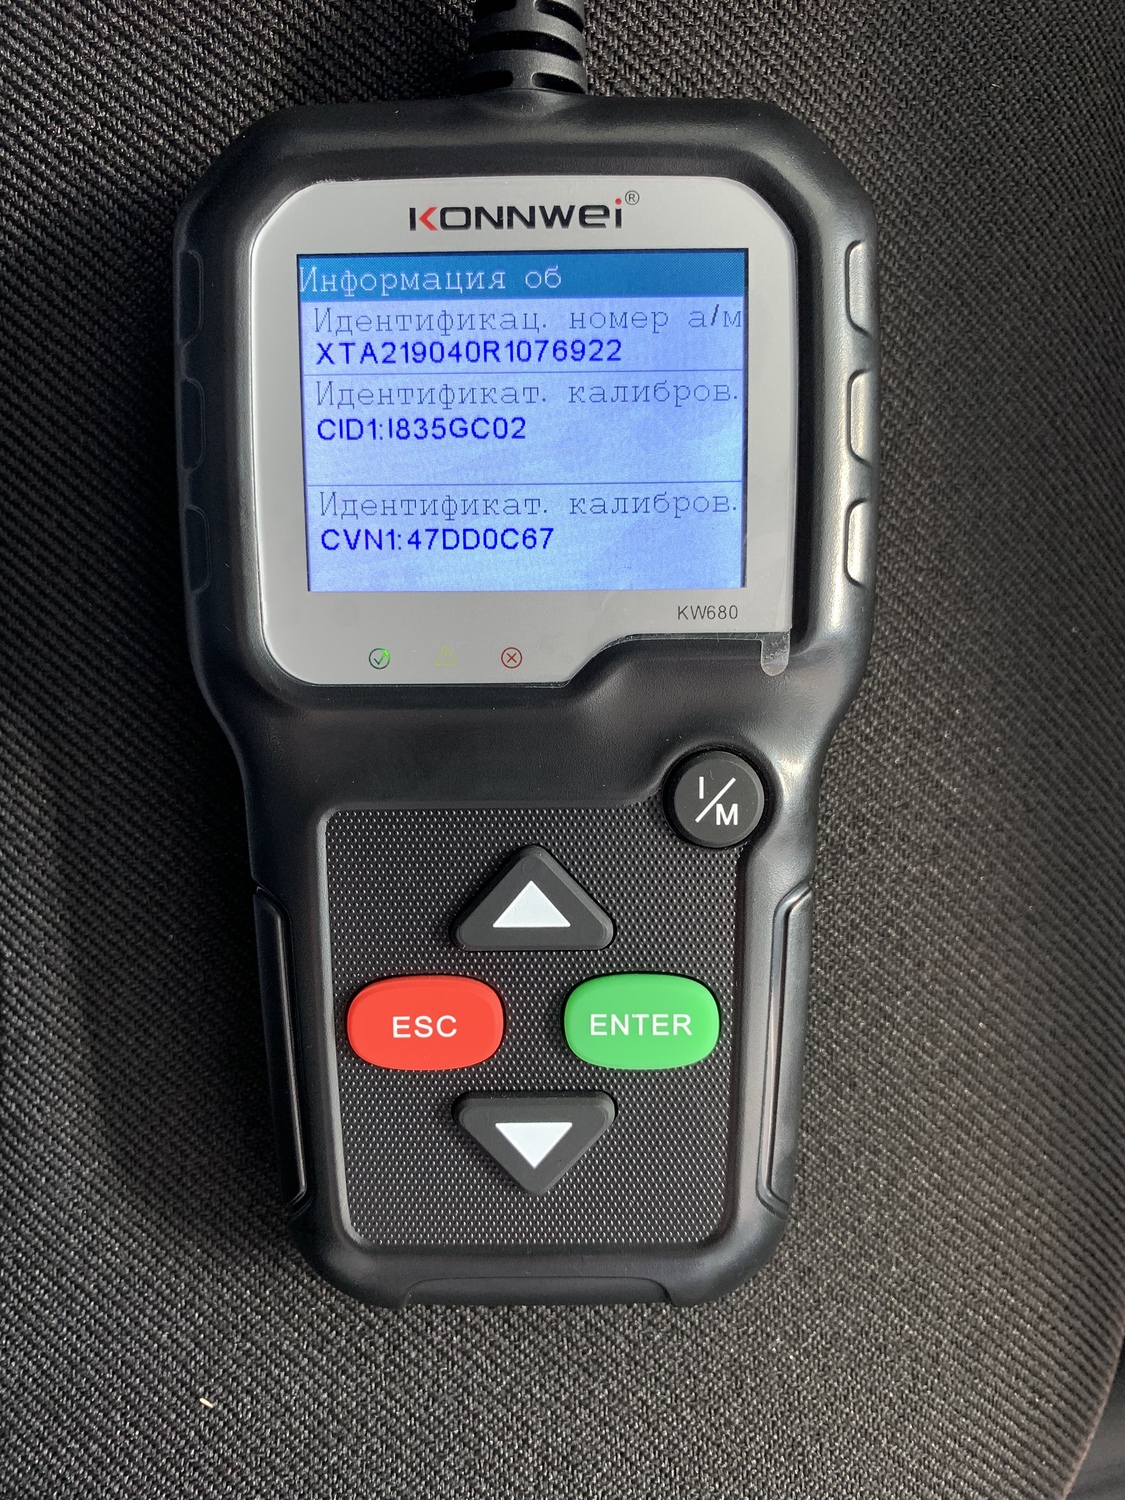 KONNWEI®
Информация об
Идентификац. номер а/м
XTA219040R1076922
Идентификат. калибров.
CID1:I835GC02
Идентификат. калибров.
CVN1:47DD0C67
KW680
I/M
ESC
ENTER